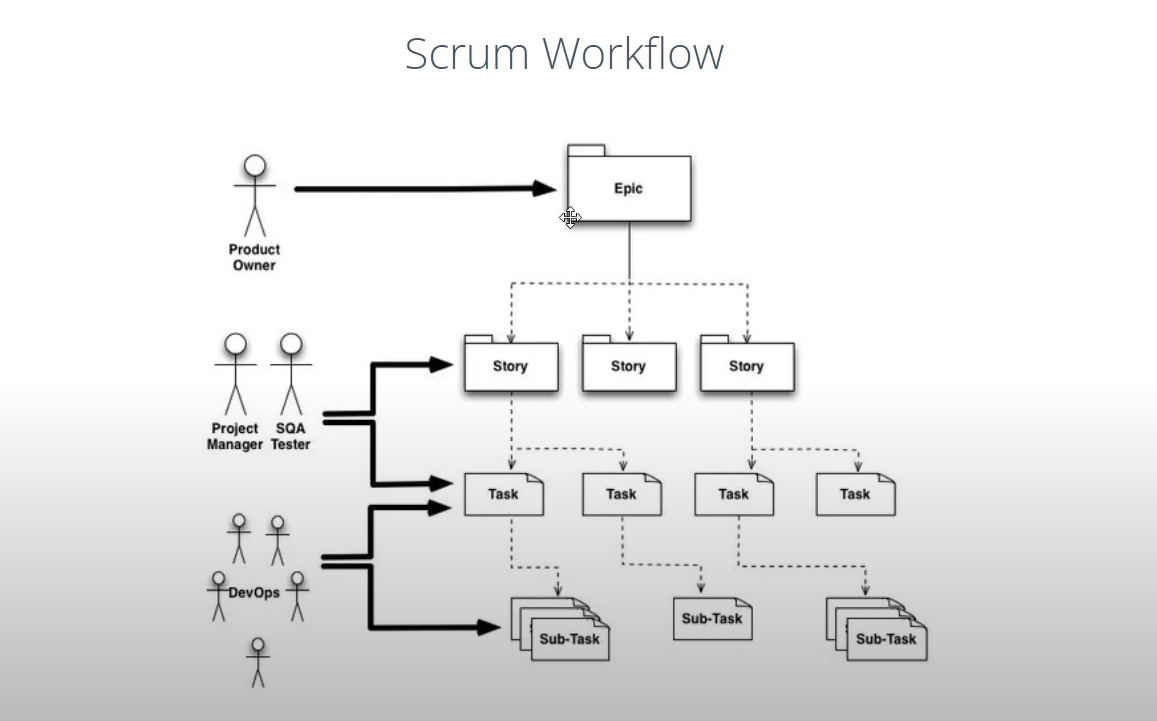 Scrum Workflow
Epic
Product
Owner
Story
Story
Story
Project
Manager
SQA
Tester
Task
Task
Task
Task
DevOps
Sub-Task
Sub-Task
Sub-Task